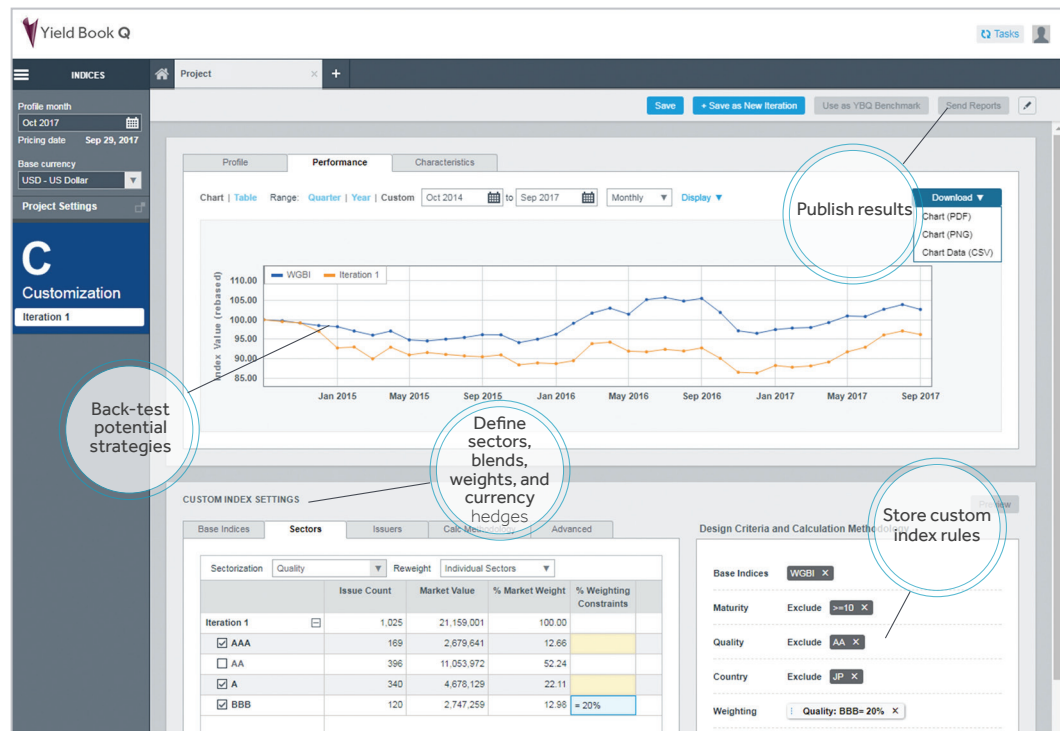 Yield Book Q
Tasks
INDICES
Project × +
Profile month
Oct 2017
Pricing date Sep 29, 2017
Base currency
USD - US Dollar
Project Settings
C
Customization
Iteration 1
Save + Save as New Iteration Use as YBQ Benchmark Send Reports
Profile Performance Characteristics
Chart | Table Range: Quarter | Year | Custom Oct 2014 to Sep 2017 Monthly Display ▼
Download ▼
Chart (PDF)
Chart (PNG)
Chart Data (CSV)
Publish results
WGBI Iteration 1
Index Value (rebased)
110.00
105.00
100.00
95.00
90.00
85.00
Jan 2015 May 2015 Sep 2015 Jan 2016 May 2016 Sep 2016 Jan 2017 May 2017 Sep 2017
Back-test
potential
strategies
Define
sectors,
blends,
weights, and
currency
hedges
CUSTOM INDEX SETTINGS
Base Indices Sectors Issuers Calc Methodology Advanced
Sectorization Quality ▼ Reweight Individual Sectors ▼
Issue Count Market Value % Market Weight % Weighting
Constraints
Iteration 1 1,025 21,159,001 100.00
AAA 169 2,679,641 12.66
AA 396 11,053,972 52.24
A 340 4,678,129 22.11
BBB 120 2,747,259 12.98 = 20%
Preview
Store custom
index rules
Design Criteria and Calculation Methodology
Base Indices WGBI ×
Maturity Exclude >=10 ×
Quality Exclude AA ×
Country Exclude JP ×
Weighting Quality: BBB= 20% ×